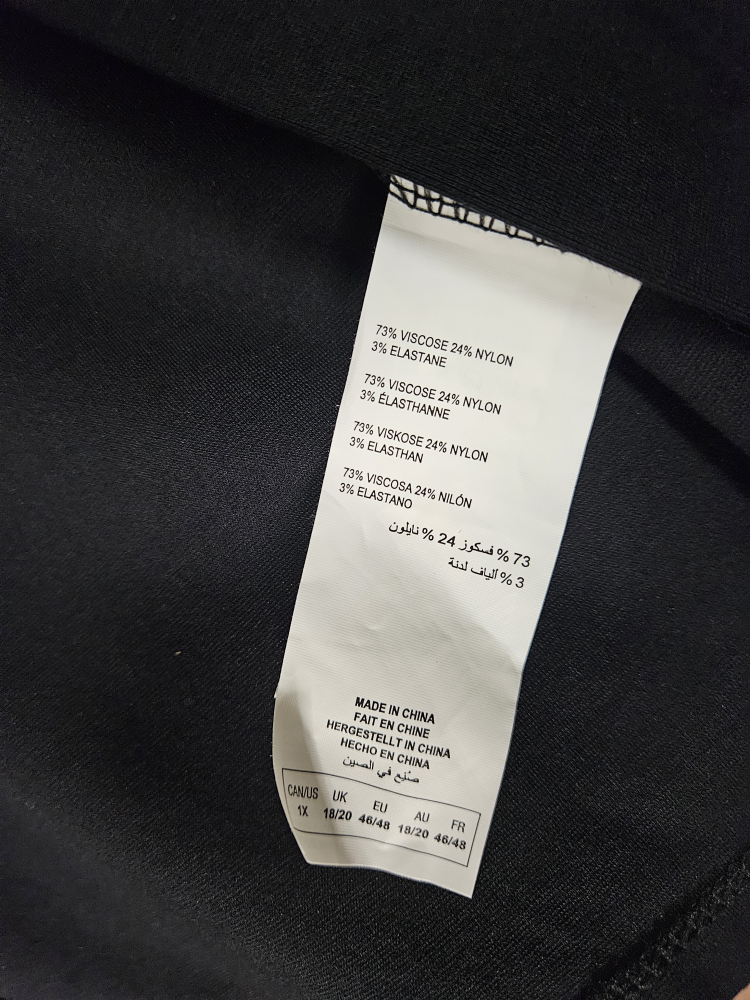 73% VISCOSE 24% NYLON
3% ELASTANE
73% VISCOSE 24% NYLON
3% ÉLASTHANNE
73% VISKOSE 24% NYLON
3% ELASTHAN
73% VISCOSA 24% NILÓN
3% ELASTANO
73 % فسكوز 24 % نايلون
3 % ألياف لدنة
MADE IN CHINA
FAIT EN CHINE
HERGESTELLT IN CHINA
HECHO EN CHINA
صنع في الصين
CAN/US UK EU AU FR
1X 18/20 46/48 18/20 46/48